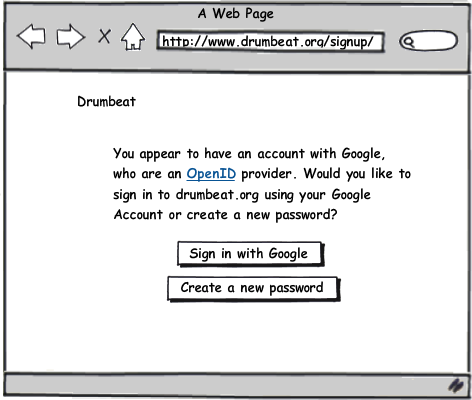 A Web Page
http://www.drumbeat.org/signup/
Drumbeat
You appear to have an account with Google,
who are an OpenID provider. Would you like to
sign in to drumbeat.org using your Google
Account or create a new password?
Sign in with Google
Create a new password